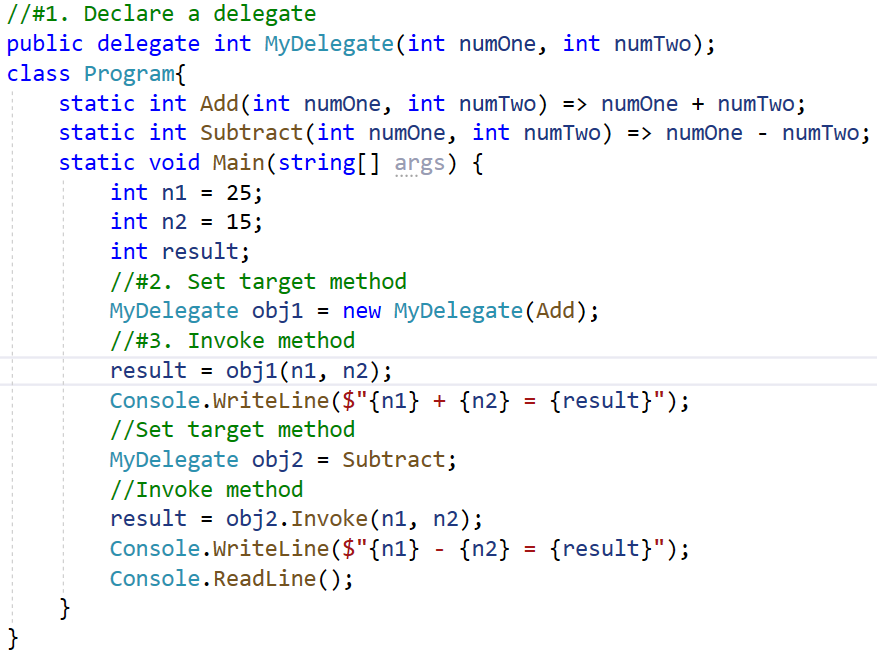 //#1. Declare a delegate
public delegate int MyDelegate(int numOne, int numTwo);
class Program{
    static int Add(int numOne, int numTwo) => numOne + numTwo;
    static int Subtract(int numOne, int numTwo) => numOne - numTwo;
    static void Main(string[] args) {
        int n1 = 25;
        int n2 = 15;
        int result;
        //#2. Set target method
        MyDelegate obj1 = new MyDelegate(Add);
        //#3. Invoke method
        result = obj1(n1, n2);
        Console.WriteLine($"{n1} + {n2} = {result}");
        //Set target method
        MyDelegate obj2 = Subtract;
        //Invoke method
        result = obj2.Invoke(n1, n2);
        Console.WriteLine($"{n1} - {n2} = {result}");
        Console.ReadLine();
    }
}